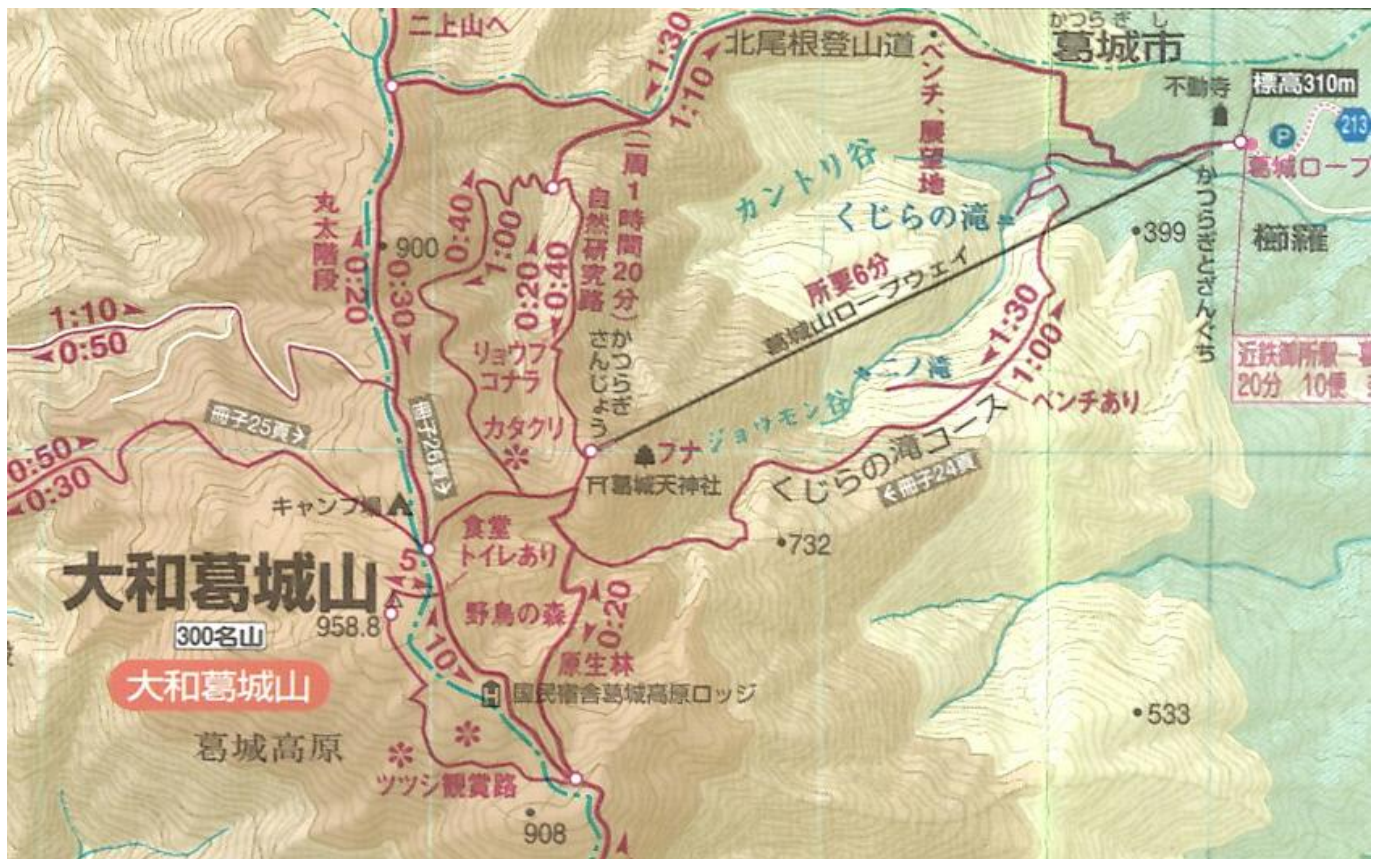 二上山へ
1:30
1:10
北尾根登山道
ベンチ、展望地
かつらぎし
葛城市
不動寺
標高310m
P
213
葛城ロープ
かつらぎとざんぐち
櫛羅
399
近鉄御所駅一
20分 10便
カントリ谷
くじらの滝
所要6分
葛城山ロープウェイ
1:30
1:00
二ノ滝
ベンチあり
ジョウモン谷
くじらの滝コース
←冊子24頁
一周1時間20分)
自然研究路
0:40
1:00
0:20
0:40
丸太階段
0:20
900
0:30
1:10
0:50
リョウブ
コナラ
カタクリ
かつらぎ
さんじょう
ブナ
葛城天神社
冊子25頁→
冊子26頁→
0:50
0:30
キャンプ場
食堂
トイレあり
5
大和葛城山
300名山
958.8
大和葛城山
野鳥の森
10
0:20
原生林
H
国民宿舎葛城高原ロッジ
葛城高原
ツツジ観賞路
732
533
908